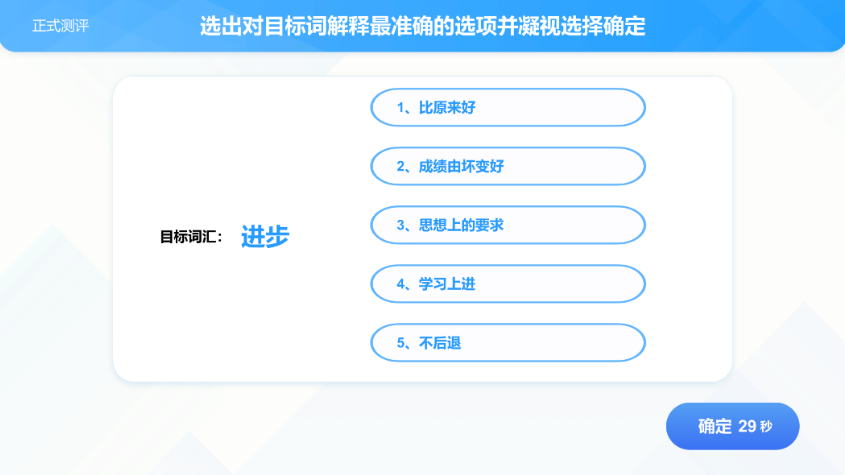 正式测评
选出对目标词解释最准确的选项并凝视选择确定
1、比原来好
2、成绩由坏变好
目标词汇： 进步
3、思想上的要求
4、学习上进
5、不后退
确定 29 秒